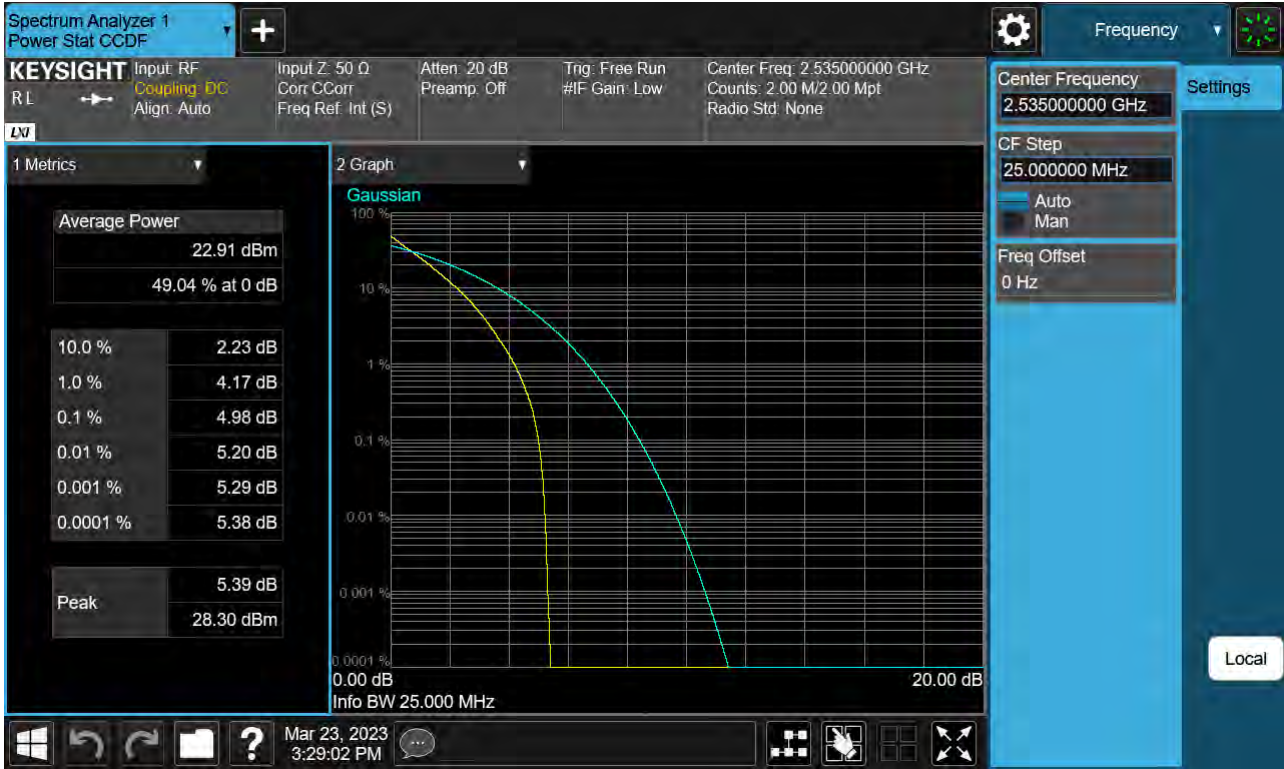 Spectrum Analyzer 1
Power Stat CCDF
+
Frequency
KEYSIGHT
R L
LXI
Input: RF
Coupling: DC
Align: Auto
Input Z: 50 Ω
Corr CCorr
Freq Ref: Int (S)
Atten: 20 dB
Preamp: Off
Trig: Free Run
#IF Gain: Low
Center Freq: 2.535000000 GHz
Counts: 2.00 M/2.00 Mpt
Radio Std: None
Center Frequency
2.535000000 GHz
CF Step
25.000000 MHz
Auto
Man
Freq Offset
0 Hz
Settings
Local
1 Metrics
Average Power
22.91 dBm
49.04 % at 0 dB
10.0 % 2.23 dB
1.0 % 4.17 dB
0.1 % 4.98 dB
0.01 % 5.20 dB
0.001 % 5.29 dB
0.0001 % 5.38 dB
Peak
5.39 dB
28.30 dBm
2 Graph
Gaussian
100 %
10 %
1 %
0.1 %
0.01 %
0.001 %
0.0001 %
0.00 dB 20.00 dB
Info BW 25.000 MHz
?
Mar 23, 2023
3:29:02 PM